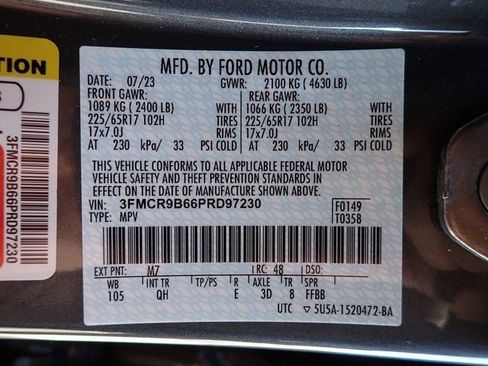 MFD. BY FORD MOTOR CO.
DATE: 07/23 GVWR: 2100 KG ( 4630 LB)
FRONT GAWR: REAR GAWR:
1089 KG ( 2400 LB) WITH 1066 KG ( 2350 LB) WITH
225/65R17 102H TIRES 225/65R17 102H TIRES
17x7.0J RIMS 17x7.0J RIMS
AT 230 kPa/ 33 PSI COLD AT 230 kPa/ 33 PSI COLD
THIS VEHICLE CONFORMS TO ALL APPLICABLE FEDERAL MOTOR
VEHICLE SAFETY AND THEFT PREVENTION STANDARDS IN
EFFECT ON THE DATE OF MANUFACTURE SHOWN ABOVE.
VIN: 3FMCR9B66PRD97230 F0149
TYPE: MPV T0358
EXT PNT: M7 RC: 48 DSO:
WB INT TR TP/PS R AXLE TR SPR
105 QH E 3D 8 FFBB
UTC ▽5U5A-1520472-BA
3FMCR9B66PRD97230